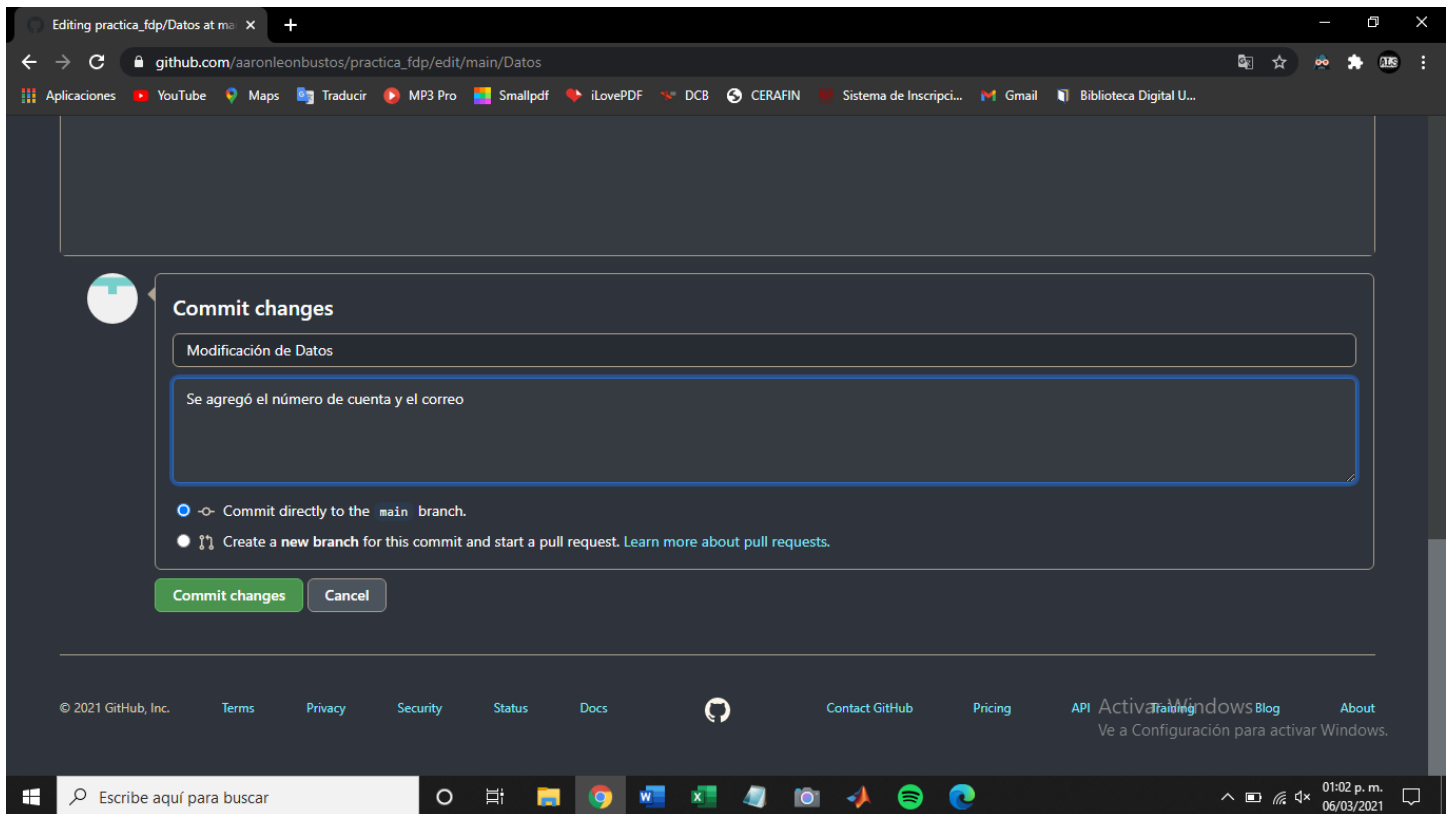 Editing practica_fdp/Datos at ma
github.com/aaronleonbustos/practica_fdp/edit/main/Datos
Aplicaciones YouTube Maps Traducir MP3 Pro Smallpdf iLovePDF DCB CERAFIN Sistema de Inscripci... Gmail Biblioteca Digital U...
Commit changes
Modificación de Datos
Se agregó el número de cuenta y el correo
Commit directly to the main branch.
Create a new branch for this commit and start a pull request. Learn more about pull requests.
Commit changes Cancel
© 2021 GitHub, Inc. Terms Privacy Security Status Docs Contact GitHub Pricing API Training Blog About
Activar Windows
Ve a Configuración para activar Windows.
Escribe aquí para buscar
01:02 p. m.
06/03/2021